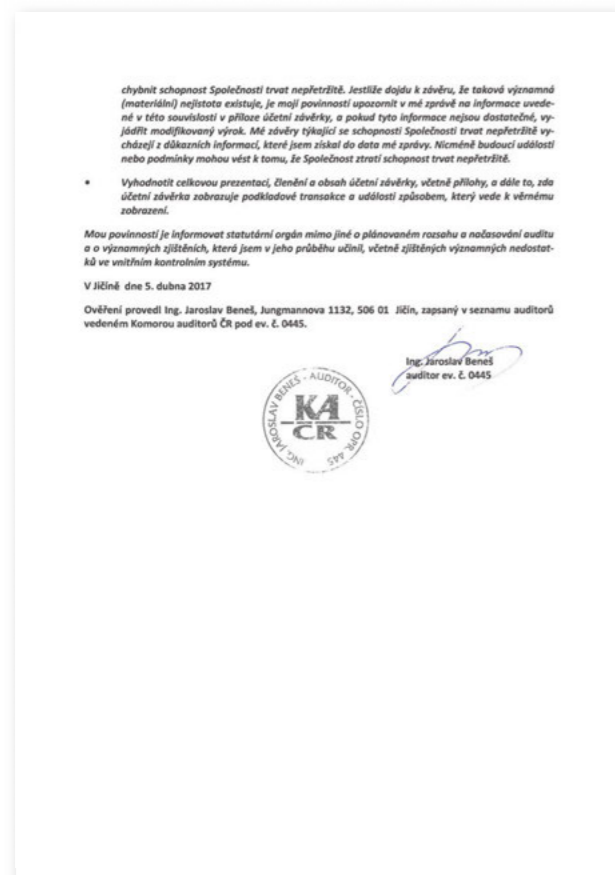 chybnit schopnost Společnosti trvat nepřetržitě. Jestliže dojdu k závěru, že taková významná
(materiální) nejistota existuje, je mojí povinností upozornit v mé zprávě na informace uvede-
né v této souvislosti v příloze účetní závěrky, a pokud tyto informace nejsou dostatečné, vy-
jádřit modifikovaný výrok. Mé závěry týkající se schopnosti Společnosti trvat nepřetržitě vy-
cházejí z důkazních informací, které jsem získal do data mé zprávy. Nicméně budoucí události
nebo podmínky mohou vést k tomu, že Společnost ztratí schopnost trvat nepřetržitě.
• Vyhodnotit celkovou prezentaci, členění a obsah účetní závěrky, včetně přílohy, a dále to, zda
účetní závěrka zobrazuje podkladové transakce a události způsobem, který vede k věrnému
zobrazení.
Mou povinností je informovat statutární orgán mimo jiné o plánovaném rozsahu a načasování auditu
a o významných zjištěních, která jsem v jeho průběhu učinil, včetně zjištěných významných nedostat-
ků ve vnitřním kontrolním systému.
V Jičíně dne 5. dubna 2017
Ověření provedl Ing. Jaroslav Beneš, Jungmannova 1132, 506 01 Jičín, zapsaný v seznamu auditorů
vedeném Komorou auditorů ČR pod ev. č. 0445.
Ing. Jaroslav Beneš
auditor ev. č. 0445
ING. JAROSLAV BENEŠ - AUDITOR - ČÍSLO OPR. 445
KA
CR